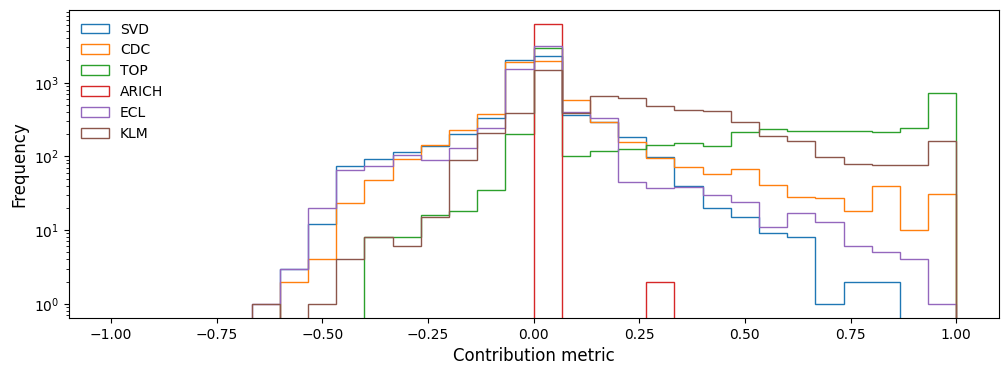 SVD
CDC
TOP
ARICH
ECL
KLM
Frequency
10³
10²
10¹
10⁰
−1.00 −0.75 −0.50 −0.25 0.00 0.25 0.50 0.75 1.00
Contribution metric